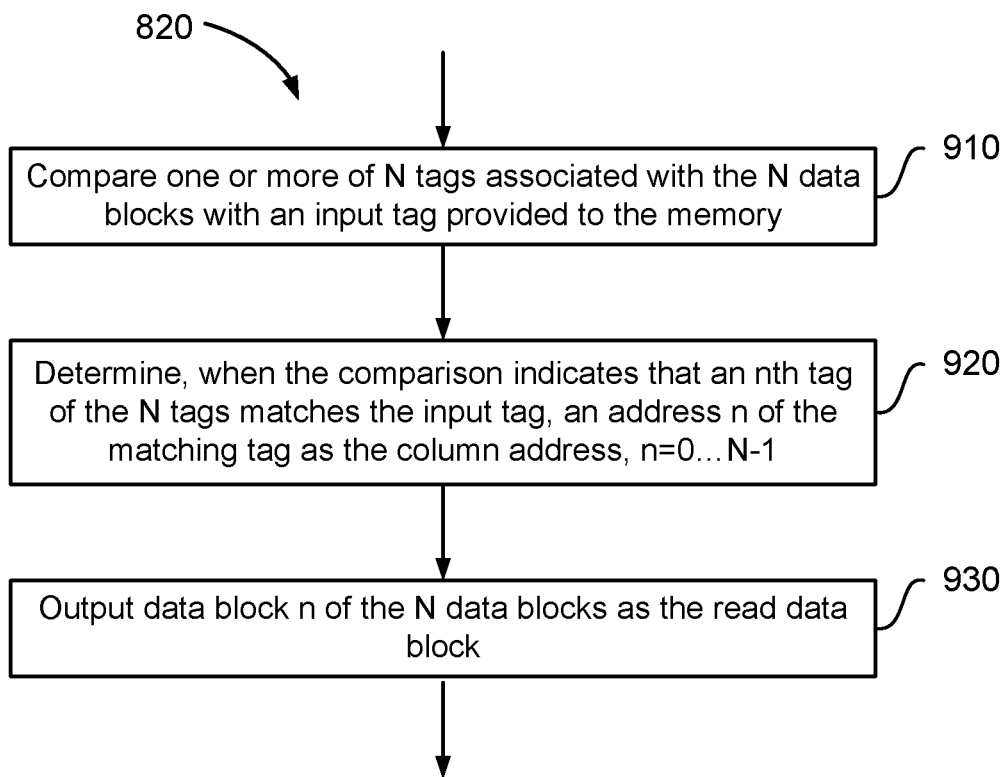 820
910
Compare one or more of N tags associated with the N data
blocks with an input tag provided to the memory
920
Determine, when the comparison indicates that an nth tag
of the N tags matches the input tag, an address n of the
matching tag as the column address, n=0...N-1
930
Output data block n of the N data blocks as the read data
block